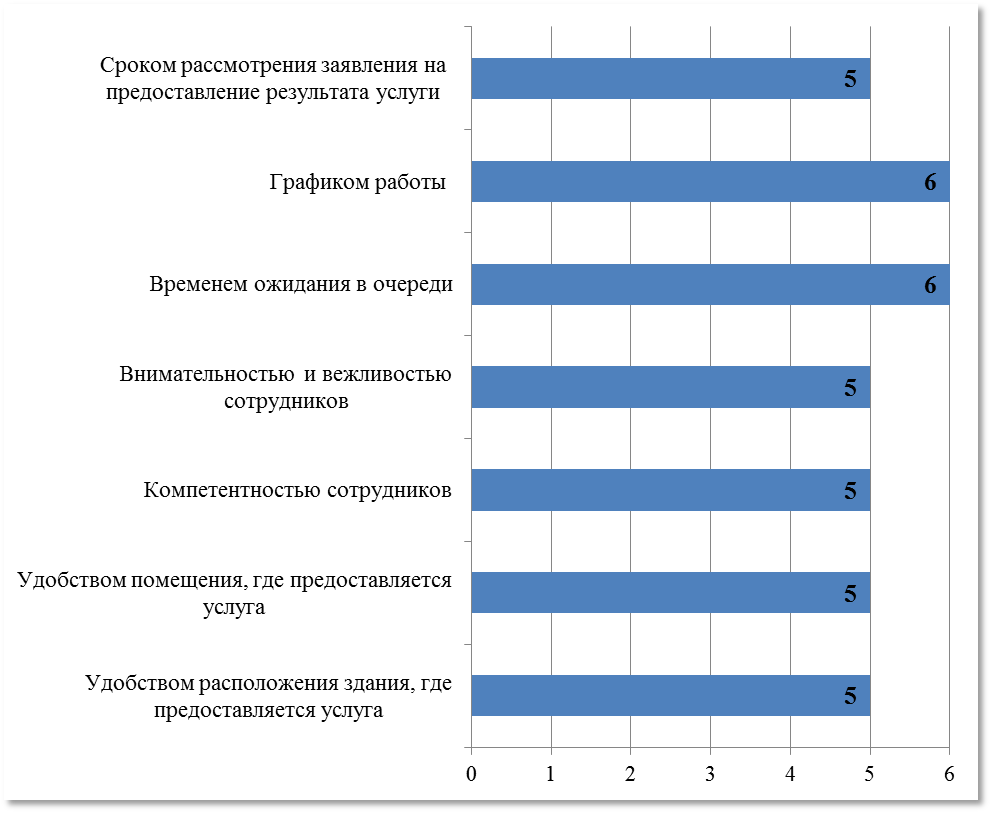 Сроком рассмотрения заявления на
предоставление результата услуги
5
Графиком работы
6
Временем ожидания в очереди
6
Внимательностью и вежливостью
сотрудников
5
Компетентностью сотрудников
5
Удобством помещения, где предоставляется
услуга
5
Удобством расположения здания, где
предоставляется услуга
5
0 1 2 3 4 5 6